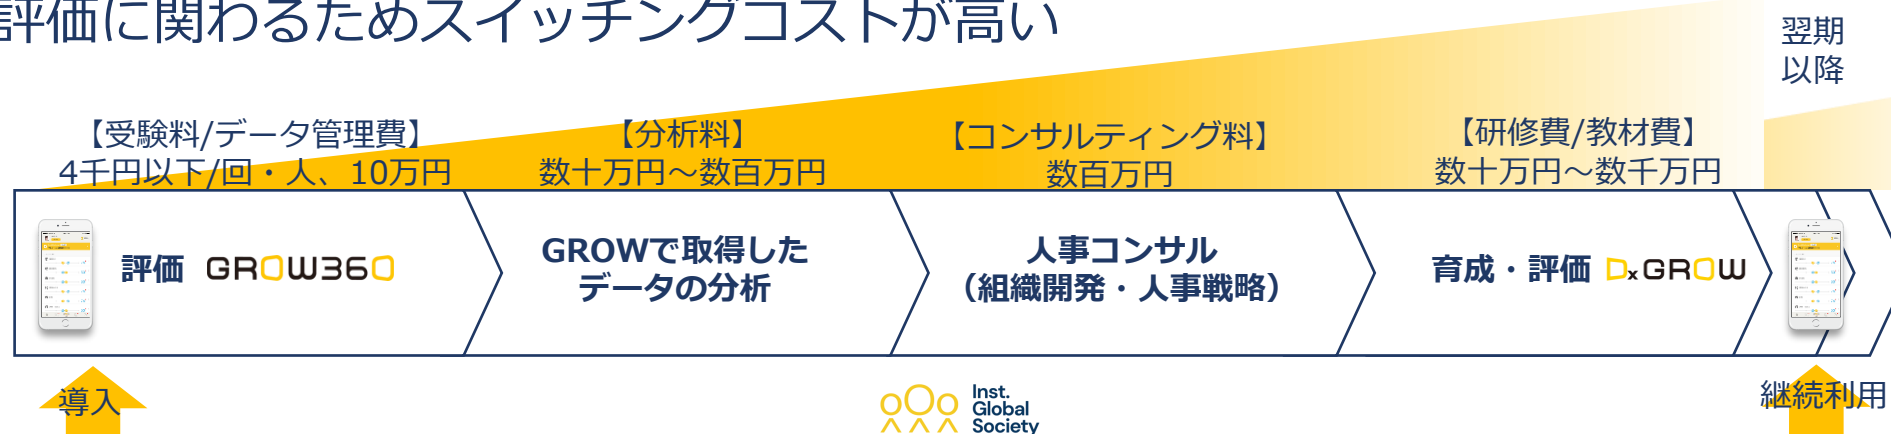 評価に関わるためスイッチングコストが高い
翌期
以降
【受験料/データ管理費】
4千円以下/回・人、10万円
【分析料】
数十万円～数百万円
【コンサルティング料】
数百万円
【研修費/教材費】
数十万円～数千万円
評価 GROW360
GROWで取得した
データの分析
人事コンサル
（組織開発・人事戦略）
育成・評価 DxGROW
導入
継続利用
Inst.
Global
Society